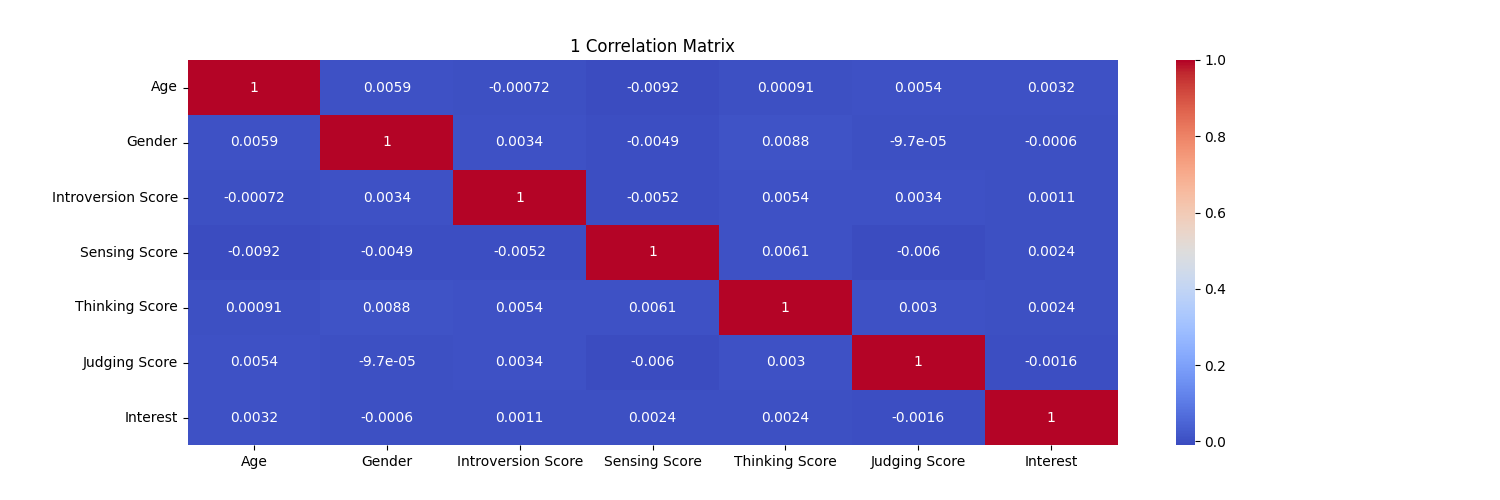 1 Correlation Matrix
Age 1 0.0059 -0.00072 -0.0092 0.00091 0.0054 0.0032
Gender 0.0059 1 0.0034 -0.0049 0.0088 -9.7e-05 -0.0006
Introversion Score -0.00072 0.0034 1 -0.0052 0.0054 0.0034 0.0011
Sensing Score -0.0092 -0.0049 -0.0052 1 0.0061 -0.006 0.0024
Thinking Score 0.00091 0.0088 0.0054 0.0061 1 0.003 0.0024
Judging Score 0.0054 -9.7e-05 0.0034 -0.006 0.003 1 -0.0016
Interest 0.0032 -0.0006 0.0011 0.0024 0.0024 -0.0016 1
Age Gender Introversion Score Sensing Score Thinking Score Judging Score Interest
1.0
0.8
0.6
0.4
0.2
0.0